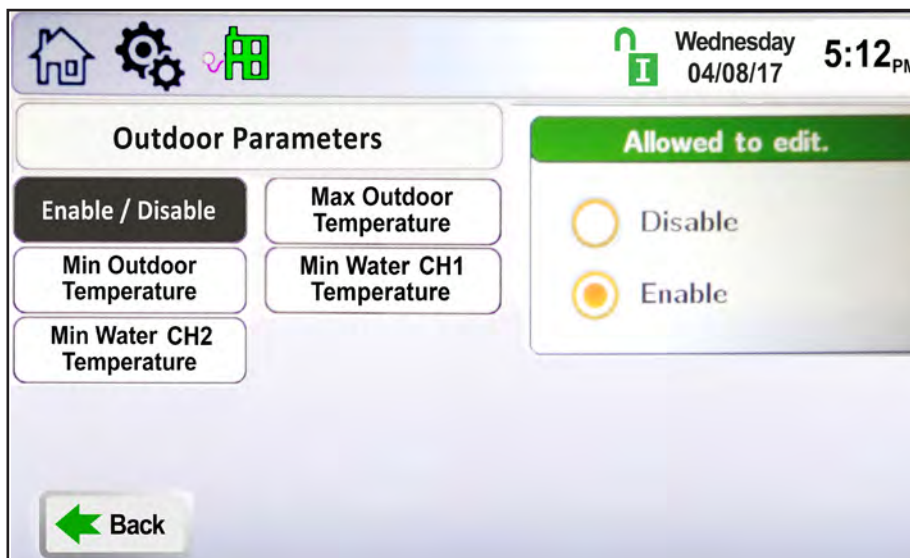 I
Wednesday
04/08/17
5:12 PM
Outdoor Parameters
Allowed to edit.
Enable / Disable
Max Outdoor
Temperature
Disable
Min Outdoor
Temperature
Min Water CH1
Temperature
Enable
Min Water CH2
Temperature
Back